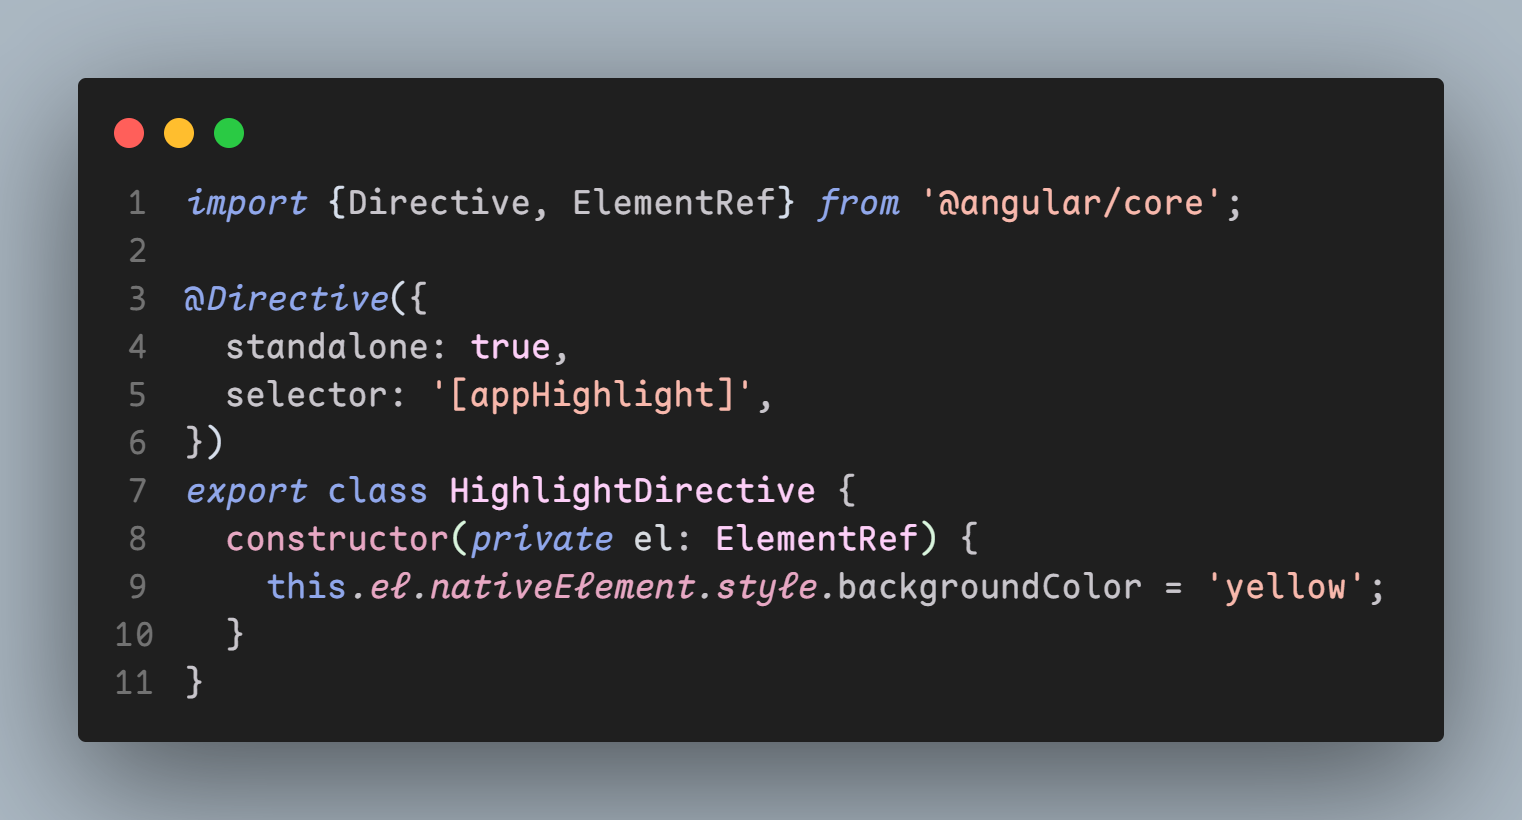 1 import {Directive, ElementRef} from '@angular/core';
2
3 @Directive({
4   standalone: true,
5   selector: '[appHighlight]',
6 })
7 export class HighlightDirective {
8   constructor(private el: ElementRef) {
9     this.el.nativeElement.style.backgroundColor = 'yellow';
10   }
11 }